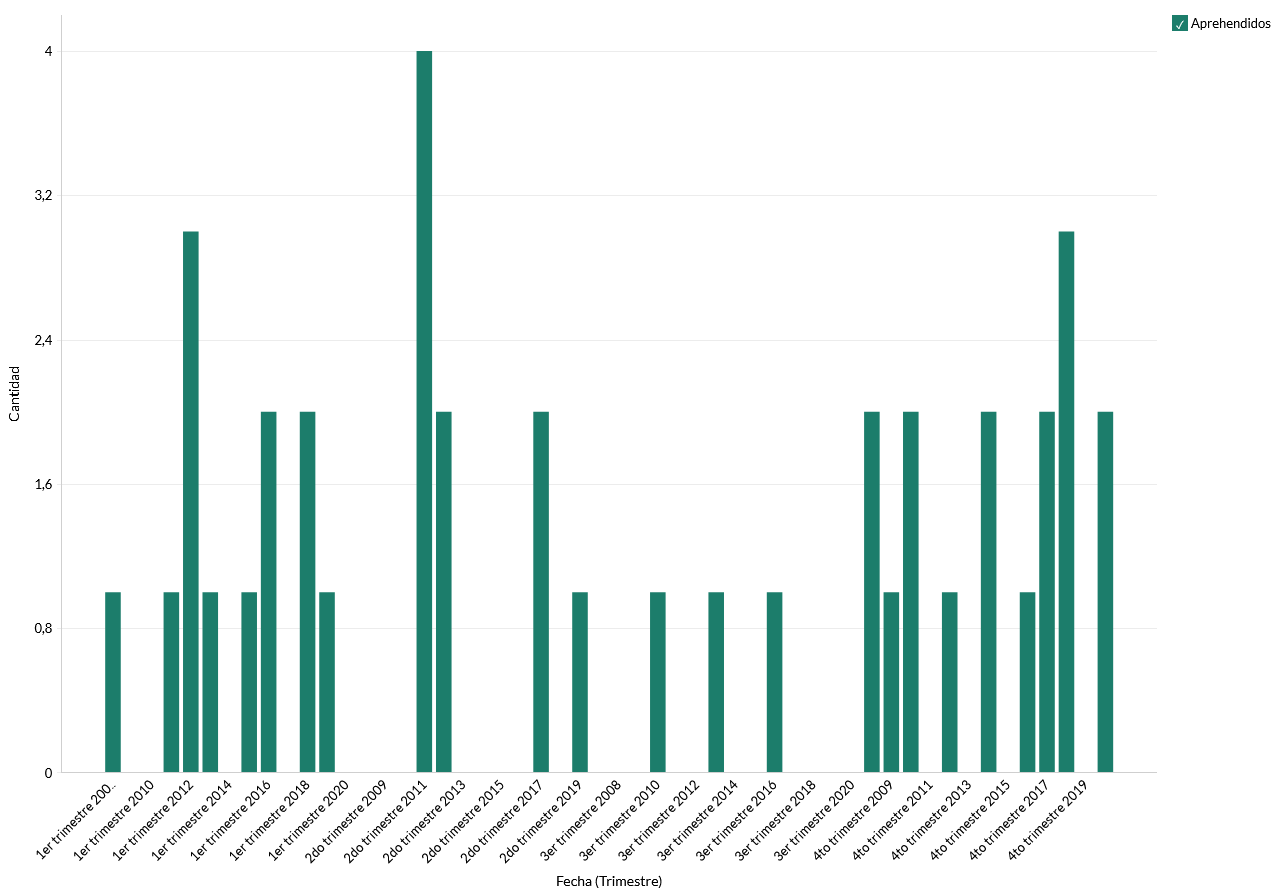 Aprehendidos
4
3,2
2,4
1,6
0,8
0
Cantidad
1er trimestre 200..
1er trimestre 2010
1er trimestre 2012
1er trimestre 2014
1er trimestre 2016
1er trimestre 2018
1er trimestre 2020
2do trimestre 2009
2do trimestre 2011
2do trimestre 2013
2do trimestre 2015
2do trimestre 2017
2do trimestre 2019
3er trimestre 2008
3er trimestre 2010
3er trimestre 2012
3er trimestre 2014
3er trimestre 2016
3er trimestre 2018
3er trimestre 2020
4to trimestre 2009
4to trimestre 2011
4to trimestre 2013
4to trimestre 2015
4to trimestre 2017
4to trimestre 2019
Fecha (Trimestre)